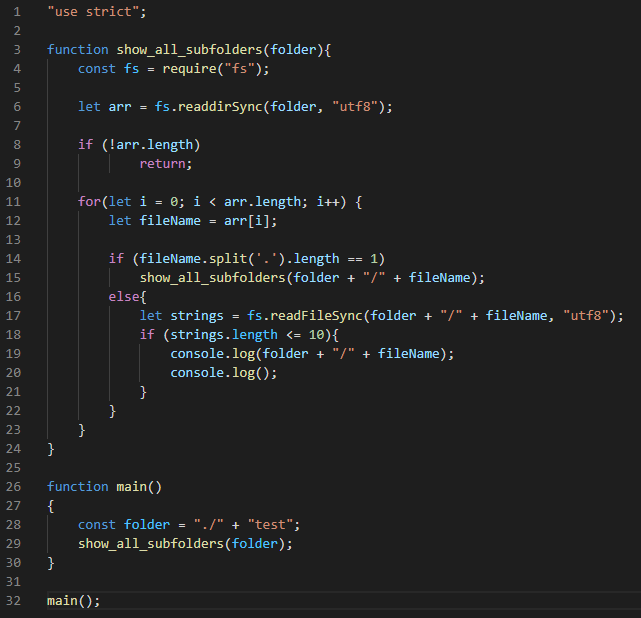 1 "use strict";
2
3 function show_all_subfolders(folder){
4     const fs = require("fs");
5
6     let arr = fs.readdirSync(folder, "utf8");
7
8     if (!arr.length)
9             return;
10
11     for(let i = 0; i < arr.length; i++) {
12         let fileName = arr[i];
13
14         if (fileName.split('.').length == 1)
15             show_all_subfolders(folder + "/" + fileName);
16         else{
17             let strings = fs.readFileSync(folder + "/" + fileName, "utf8");
18             if (strings.length <= 10){
19                 console.log(folder + "/" + fileName);
20                 console.log();
21             }
22         }
23     }
24 }
25
26 function main()
27 {
28     const folder = "./" + "test";
29     show_all_subfolders(folder);
30 }
31
32 main();